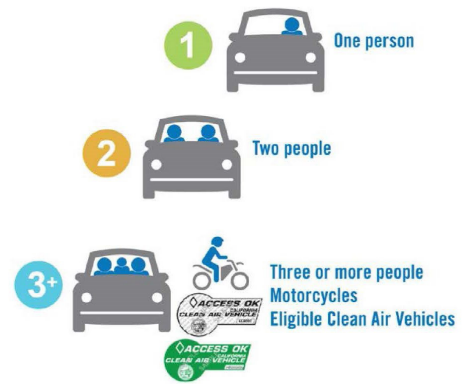 1
One person
2
Two people
3+
Three or more people
Motorcycles
Eligible Clean Air Vehicles
ACCESS OK
CALIFORNIA
CLEAN AIR VEHICLE
ACCESS OK
CALIFORNIA
CLEAN AIR VEHICLE